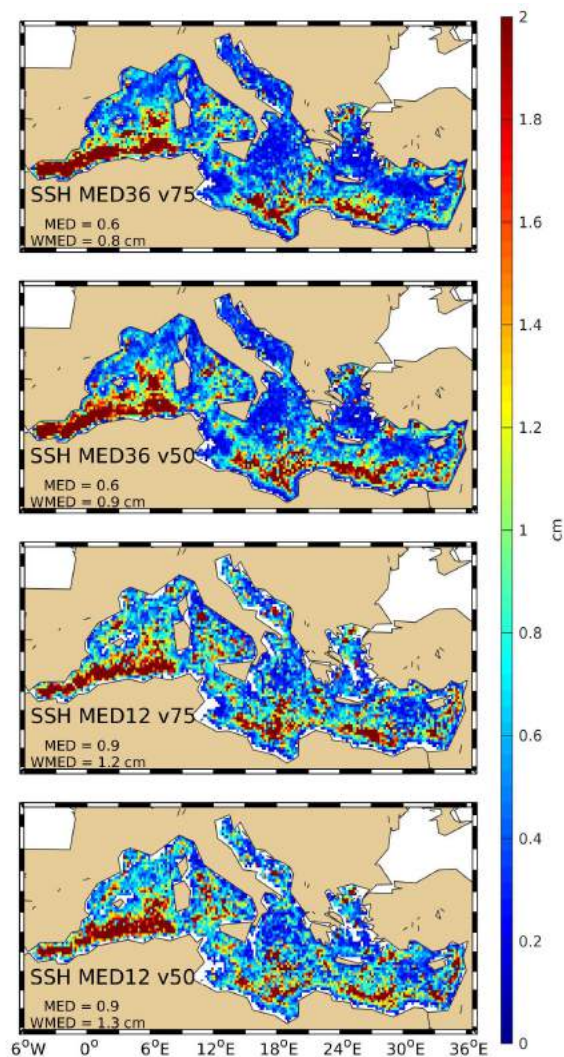 SSH MED36 v75
MED = 0.6
WMED = 0.8 cm
SSH MED36 v50
MED = 0.6
WMED = 0.9 cm
SSH MED12 v75
MED = 0.9
WMED = 1.2 cm
SSH MED12 v50
MED = 0.9
WMED = 1.3 cm
6°W 0° 6°E 12°E 18°E 24°E 30°E 36°E
2
1.8
1.6
1.4
1.2
1
0.8
0.6
0.4
0.2
0
cm